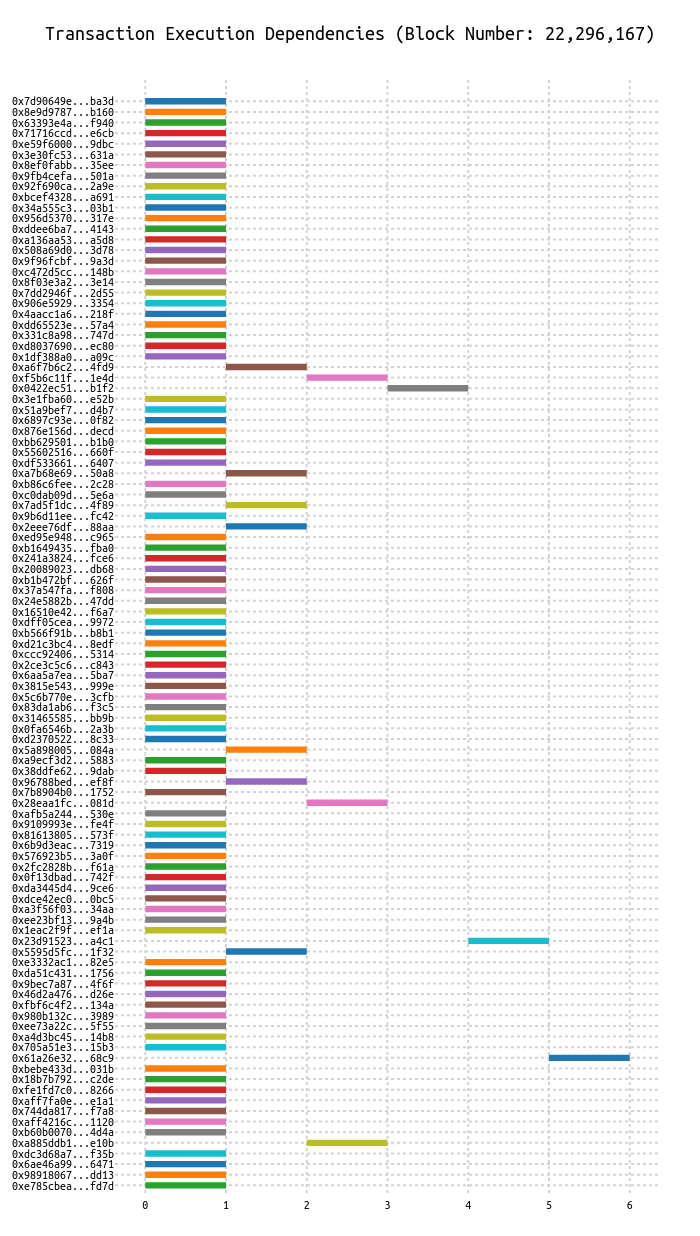 Transaction Execution Dependencies (Block Number: 22,296,167)
0x7d90649e...ba3d
0x8e9d9787...b160
0x63393e4a...f940
0x71716ccd...e6cb
0xe59f6000...9dbc
0x3e30fc53...631a
0x8ef0fabb...35ee
0x9fb4cefa...501a
0x92f690ca...2a9e
0xbcef4328...a691
0x34a555c3...03b1
0x956d5370...317e
0xddee6ba7...4143
0xa136aa53...a5d8
0x508a69d0...3d78
0x9f96fcbf...9a3d
0xc472d5cc...148b
0x8f03e3a2...3e14
0x7dd2946f...2d55
0x906e5929...3354
0x4aacc1a6...218f
0xdd65523e...57a4
0x331c8a98...747d
0xd8037690...ec80
0x1df388a0...a09c
0xa6f7b6c2...4fd9
0xf5b6c11f...1e4d
0x0422ec51...b1f2
0x3e1fba60...e52b
0x51a9bef7...d4b7
0x6897c93e...0f82
0x876e156d...decd
0xbb629501...b1b0
0x55602516...660f
0xdf533661...6407
0xa7b68e69...50a8
0xb86c6fee...2c28
0xc0dab09d...5e6a
0x7ad5f1dc...4f89
0x9b6d11ee...fc42
0x2eee76df...88aa
0xed95e948...c965
0xb1649435...fba0
0x241a3824...fce6
0x20089023...db68
0xb1b472bf...626f
0x37a547fa...f808
0x24e5882b...47dd
0x16510e42...f6a7
0xdff05cea...9972
0xb566f91b...b8b1
0xd21c3bc4...8edf
0xccc92406...5314
0x2ce3c5c6...c843
0x6aa5a7ea...5ba7
0x3815e543...999e
0x5c6b770e...3cfb
0x83da1ab6...f3c5
0x31465585...bb9b
0x0fa6546b...2a3b
0xd2370522...8c33
0x5a898005...084a
0xa9ecf3d2...5883
0x38ddfe62...9dab
0x96788bed...ef8f
0x7b8904b0...1752
0x28eaa1fc...081d
0xafb5a244...530e
0x9109993e...fe4f
0x81613805...573f
0x6b9d3eac...7319
0x576923b5...3a0f
0x2fc2828b...f61a
0x0f13dbad...742f
0xda3445d4...9ce6
0xdce42ec0...0bc5
0xa3f56f03...34aa
0xee23bf13...9a4b
0x1eac2f9f...ef1a
0x23d91523...a4c1
0x5595d5fc...1f32
0xe3332ac1...82e5
0xda51c431...1756
0x9bec7a87...4f6f
0x46d2a476...d26e
0xfbf6c4f2...134a
0x980b132c...3989
0xee73a22c...5f55
0xa4d3bc45...14b8
0x705a51e3...15b3
0x61a26e32...68c9
0xbebe433d...031b
0x18b7b792...c2de
0xfe1fd7c0...8266
0xaff7fa0e...e1a1
0x744da817...f7a8
0xaff4216c...1120
0xb60b0070...4d4a
0xa885ddb1...e10b
0xdc3d68a7...f35b
0x6ae46a99...6471
0x98918067...dd13
0xe785cbea...fd7d
0 1 2 3 4 5 6